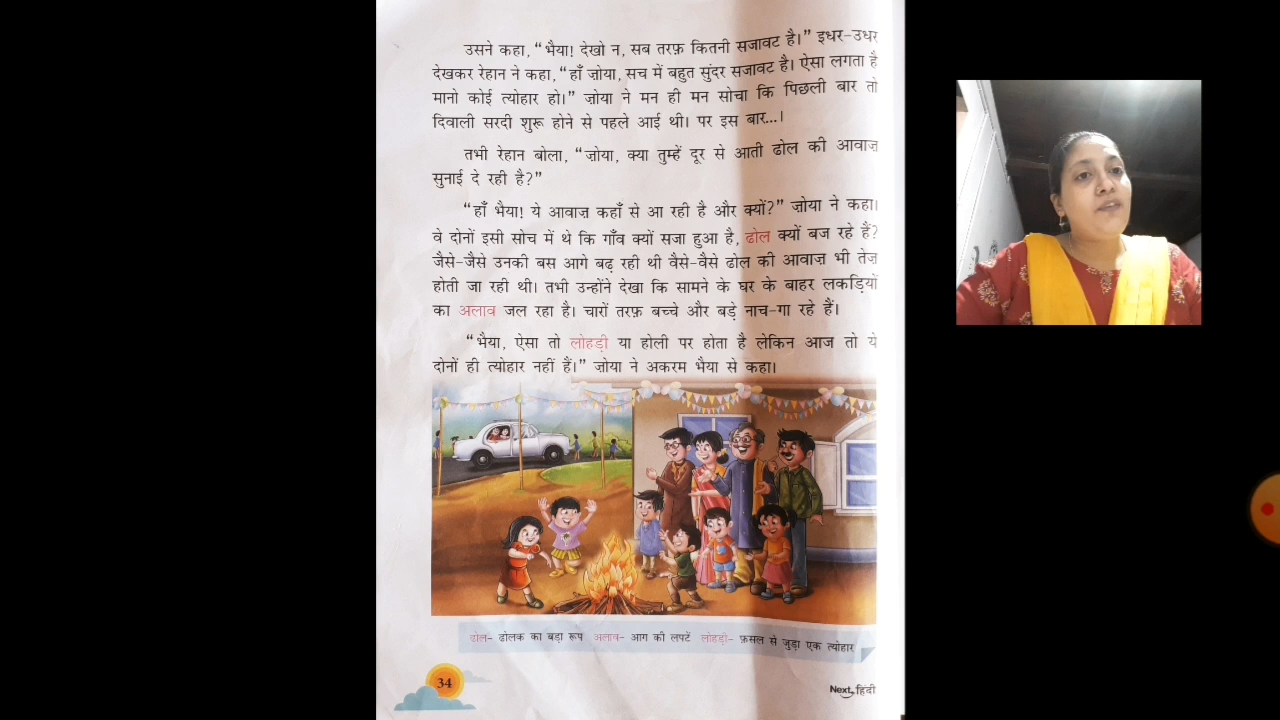 उसने कहा, “भैया! देखो न, सब तरफ़ कितनी सजावट है।” इधर-उधर
देखकर रेहान ने कहा, “हाँ ज़ोया, सच में बहुत सुंदर सजावट है। ऐसा लगता है
मानो कोई त्योहार हो।” ज़ोया ने मन ही मन सोचा कि पिछली बार तो
दिवाली सरदी शुरू होने से पहले आई थी। पर इस बार...।
तभी रेहान बोला, “ज़ोया, क्या तुम्हें दूर से आती ढोल की आवाज़
सुनाई दे रही है?”
“हाँ भैया! ये आवाज़ कहाँ से आ रही है और क्यों?” ज़ोया ने कहा।
वे दोनों इसी सोच में थे कि गाँव क्यों सजा हुआ है, ढोल क्यों बज रहे हैं?
जैसे-जैसे उनकी बस आगे बढ़ रही थी वैसे-वैसे ढोल की आवाज़ भी तेज़
होती जा रही थी। तभी उन्होंने देखा कि सामने के घर के बाहर लकड़ियों
का अलाव जल रहा है। चारों तरफ़ बच्चे और बड़े नाच-गा रहे हैं।
“भैया, ऐसा तो लोहड़ी या होली पर होता है लेकिन आज तो ये
दोनों ही त्योहार नहीं हैं।” ज़ोया ने अकरम भैया से कहा।
ढोल- ढोलक का बड़ा रूप अलाव- आग की लपटें लोहड़ी- फ़सल से जुड़ा एक त्योहार
34
Next हिंदी